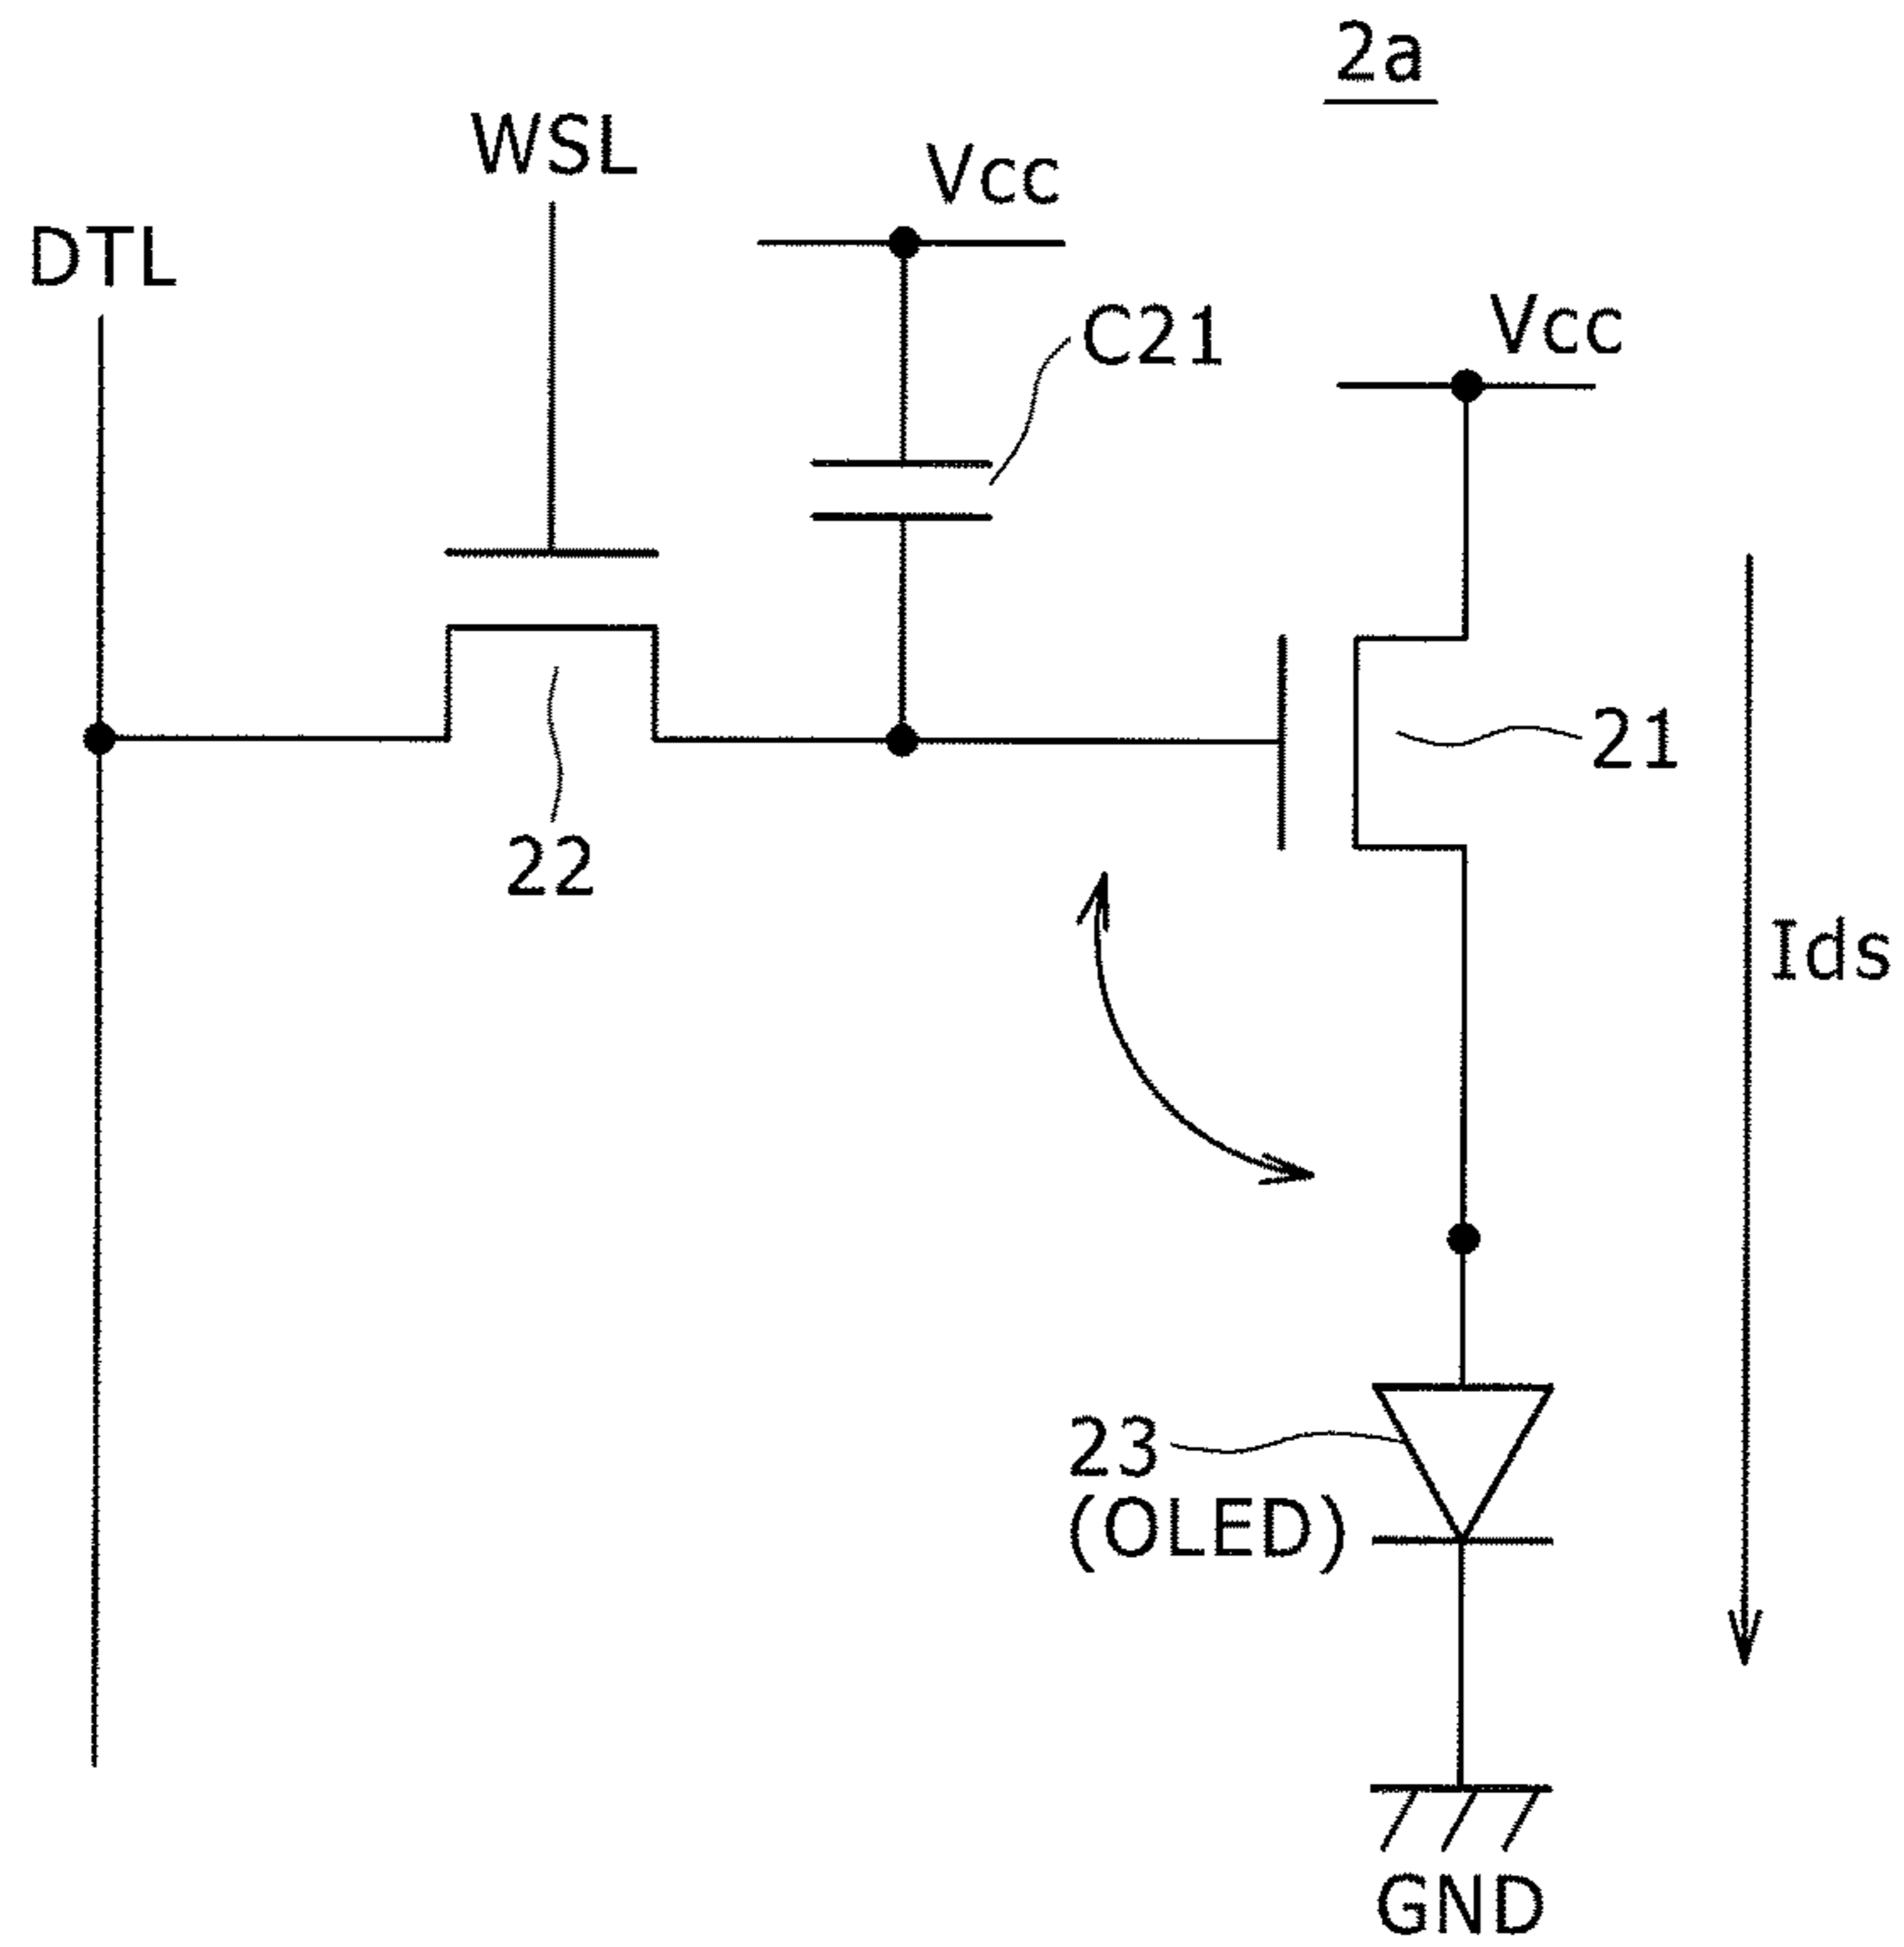 2a
WSL
Vcc
DTL
C21
Vcc
21
22
Ids
23
(OLED)
GND